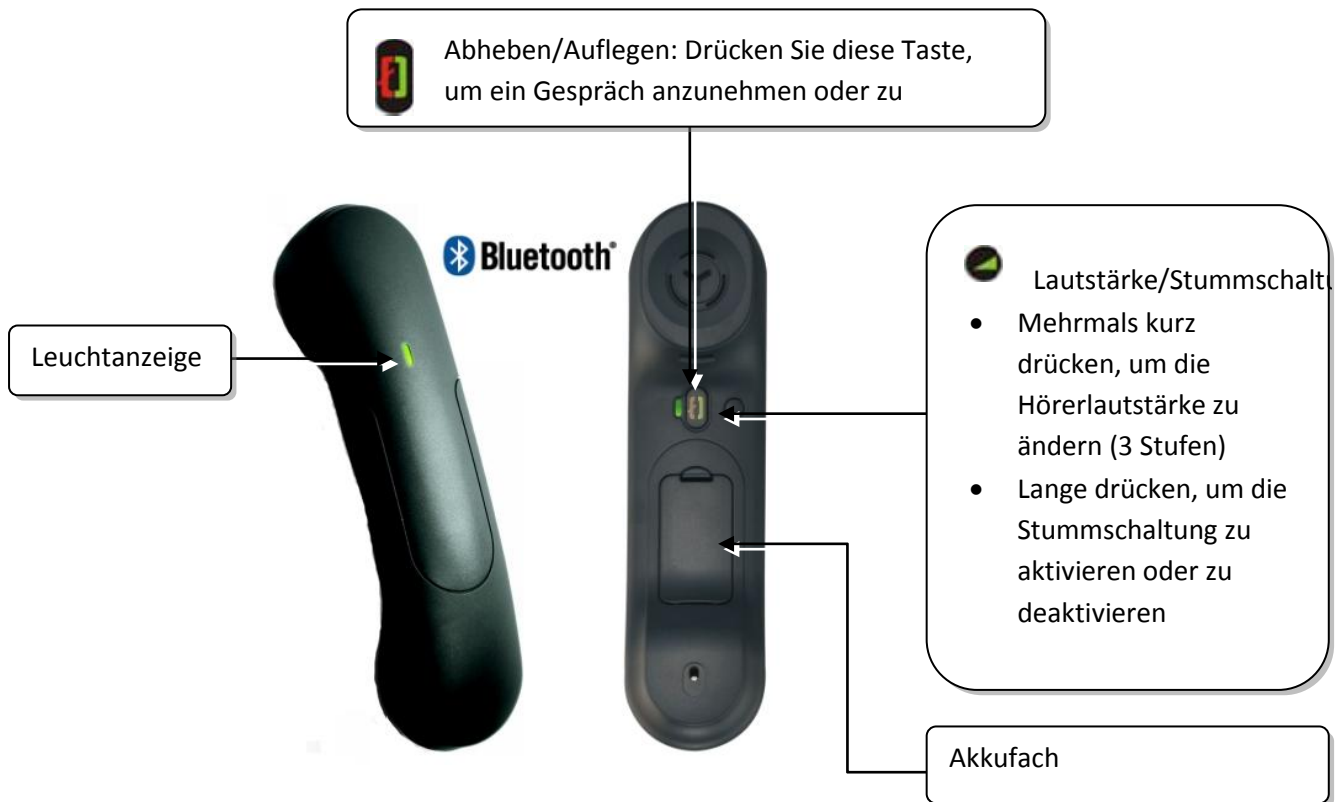 Abheben/Auflegen: Drücken Sie diese Taste,
um ein Gespräch anzunehmen oder zu
Bluetooth®
Leuchtanzeige
Lautstärke/Stummschalt
• Mehrmals kurz
drücken, um die
Hörerlautstärke zu
ändern (3 Stufen)
• Lange drücken, um die
Stummschaltung zu
aktivieren oder zu
deaktivieren
Akkufach